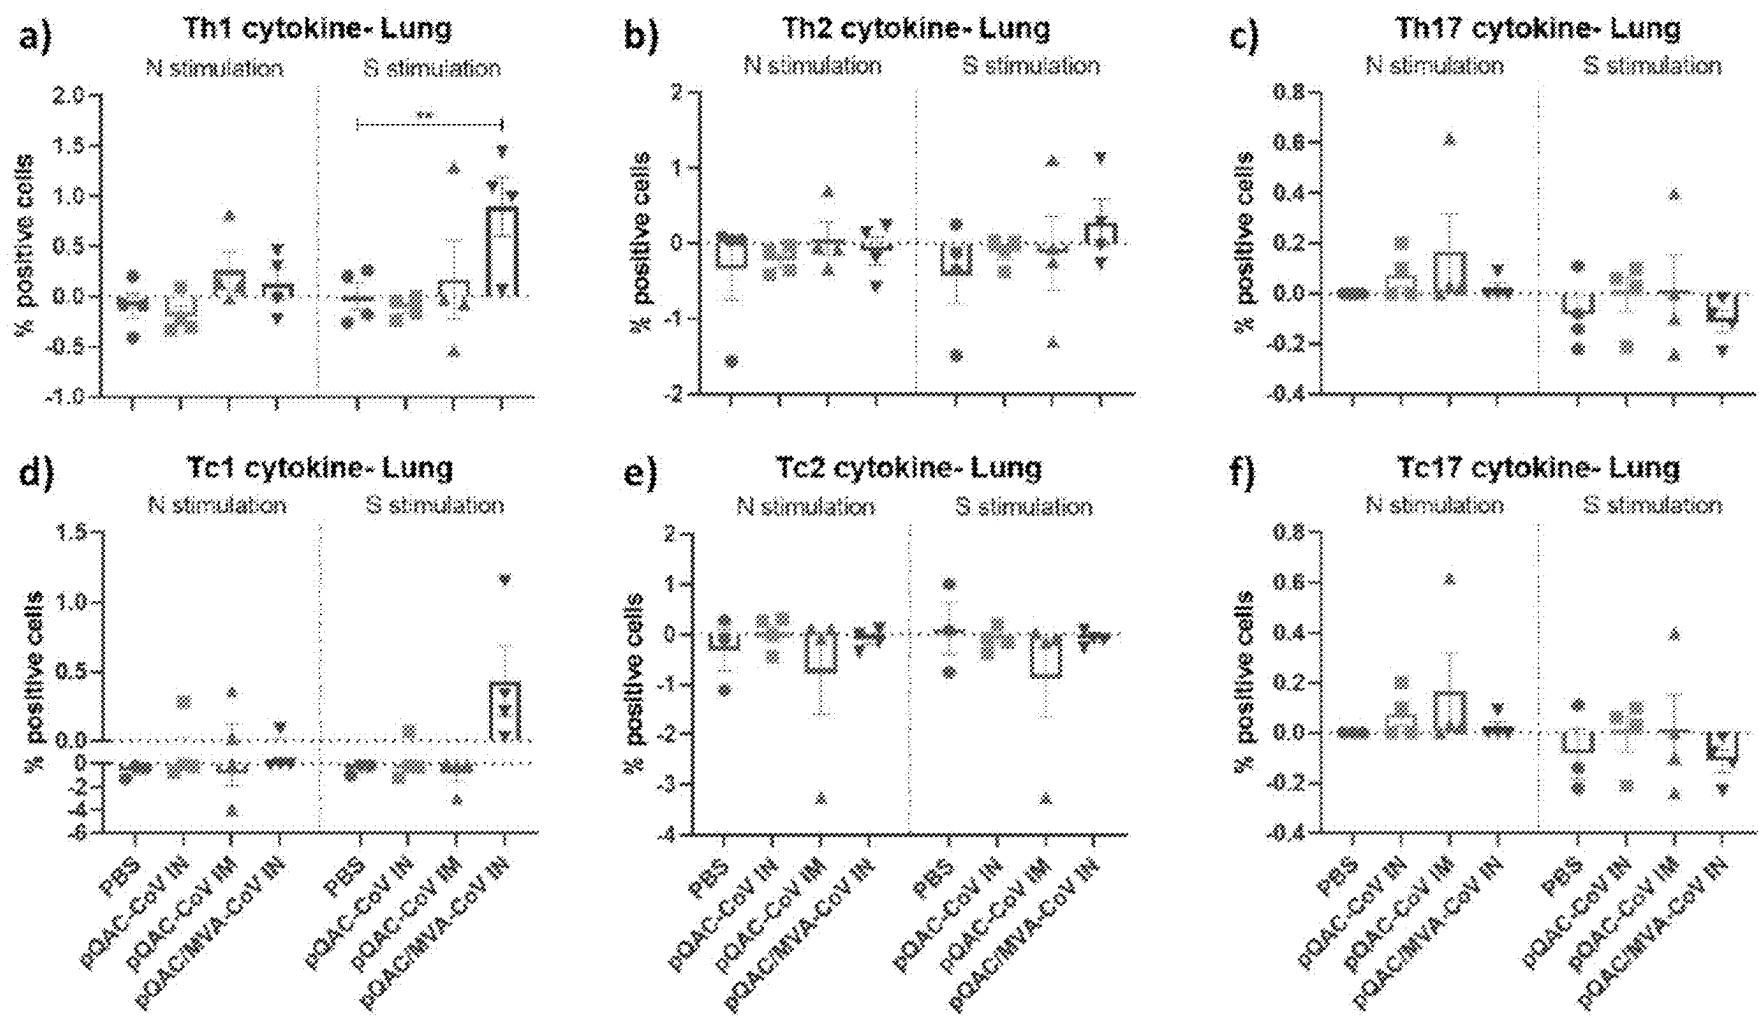 a) Th1 cytokine- Lung
N stimulation S stimulation
% positive cells
2.0
1.5
1.0
0.5
0.0
-0.5
-1.0
**
b) Th2 cytokine- Lung
N stimulation S stimulation
% positive cells
2
1
0
-1
-2
c) Th17 cytokine- Lung
N stimulation S stimulation
% positive cells
0.8
0.6
0.4
0.2
0.0
-0.2
-0.4
d) Tc1 cytokine- Lung
N stimulation S stimulation
% positive cells
1.5
1.0
0.5
0.0
0
-2
-4
-6
PBS
pQAC-CoV IN
pQAC-CoV IM
pQAC/MVA-CoV IN
PBS
pQAC-CoV IN
pQAC-CoV IM
pQAC/MVA-CoV IN
e) Tc2 cytokine- Lung
N stimulation S stimulation
% positive cells
2
1
0
-1
-2
-3
-4
PBS
pQAC-CoV IN
pQAC-CoV IM
pQAC/MVA-CoV IN
PBS
pQAC-CoV IN
pQAC-CoV IM
pQAC/MVA-CoV IN
f) Tc17 cytokine- Lung
N stimulation S stimulation
% positive cells
0.8
0.6
0.4
0.2
0.0
-0.2
-0.4
PBS
pQAC-CoV IN
pQAC-CoV IM
pQAC/MVA-CoV IN
PBS
pQAC-CoV IN
pQAC-CoV IM
pQAC/MVA-CoV IN